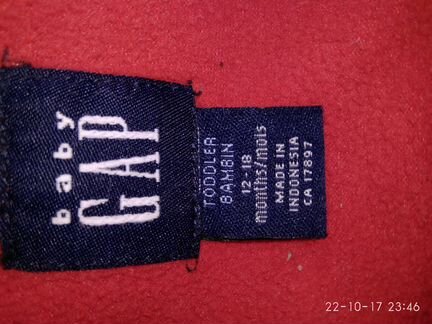 baby
GAP
TODDLER
BAMBIN
12-18
months/mois
MADE IN
INDONESIA
CA 17897
22-10-17 23:46